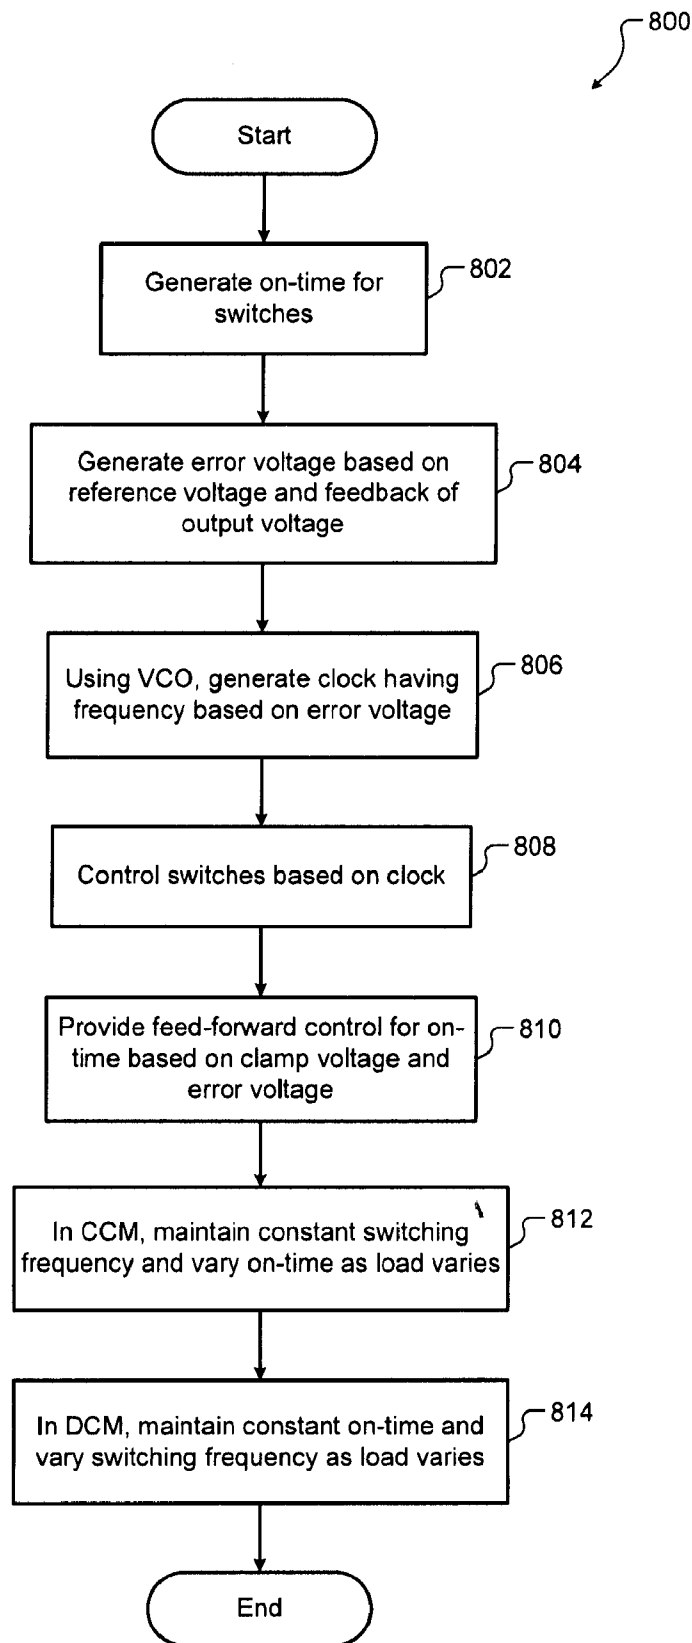 800
Start
Generate on-time for
switches
802
Generate error voltage based on
reference voltage and feedback of
output voltage
804
Using VCO, generate clock having
frequency based on error voltage
806
Control switches based on clock
808
Provide feed-forward control for on-
time based on clamp voltage and
error voltage
810
In CCM, maintain constant switching
frequency and vary on-time as load varies
812
In DCM, maintain constant on-time and
vary switching frequency as load varies
814
End